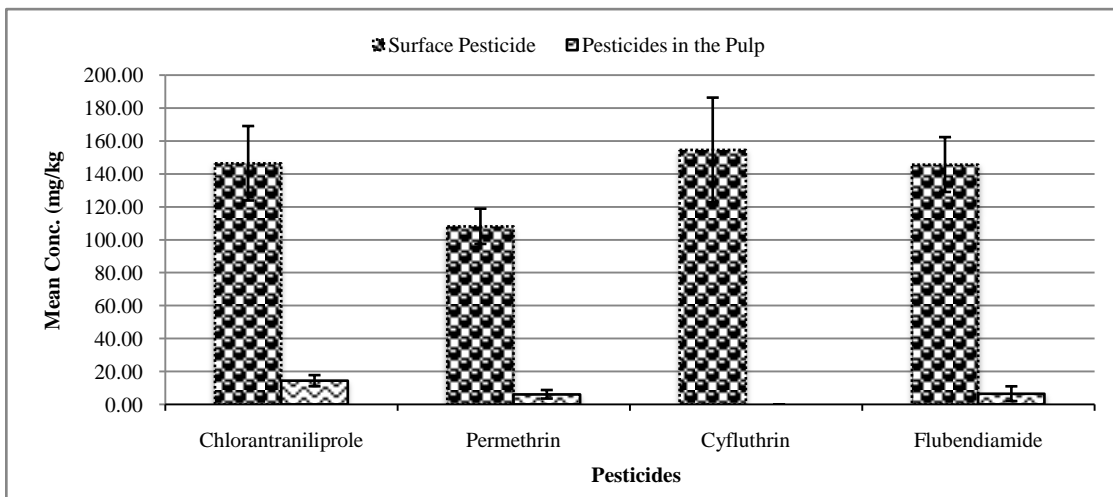 Surface Pesticide Pesticides in the Pulp
200.00
180.00
160.00
140.00
120.00
100.00
80.00
60.00
40.00
20.00
0.00
Mean Conc. (mg/kg
Chlorantraniliprole Permethrin Cyfluthrin Flubendiamide
Pesticides